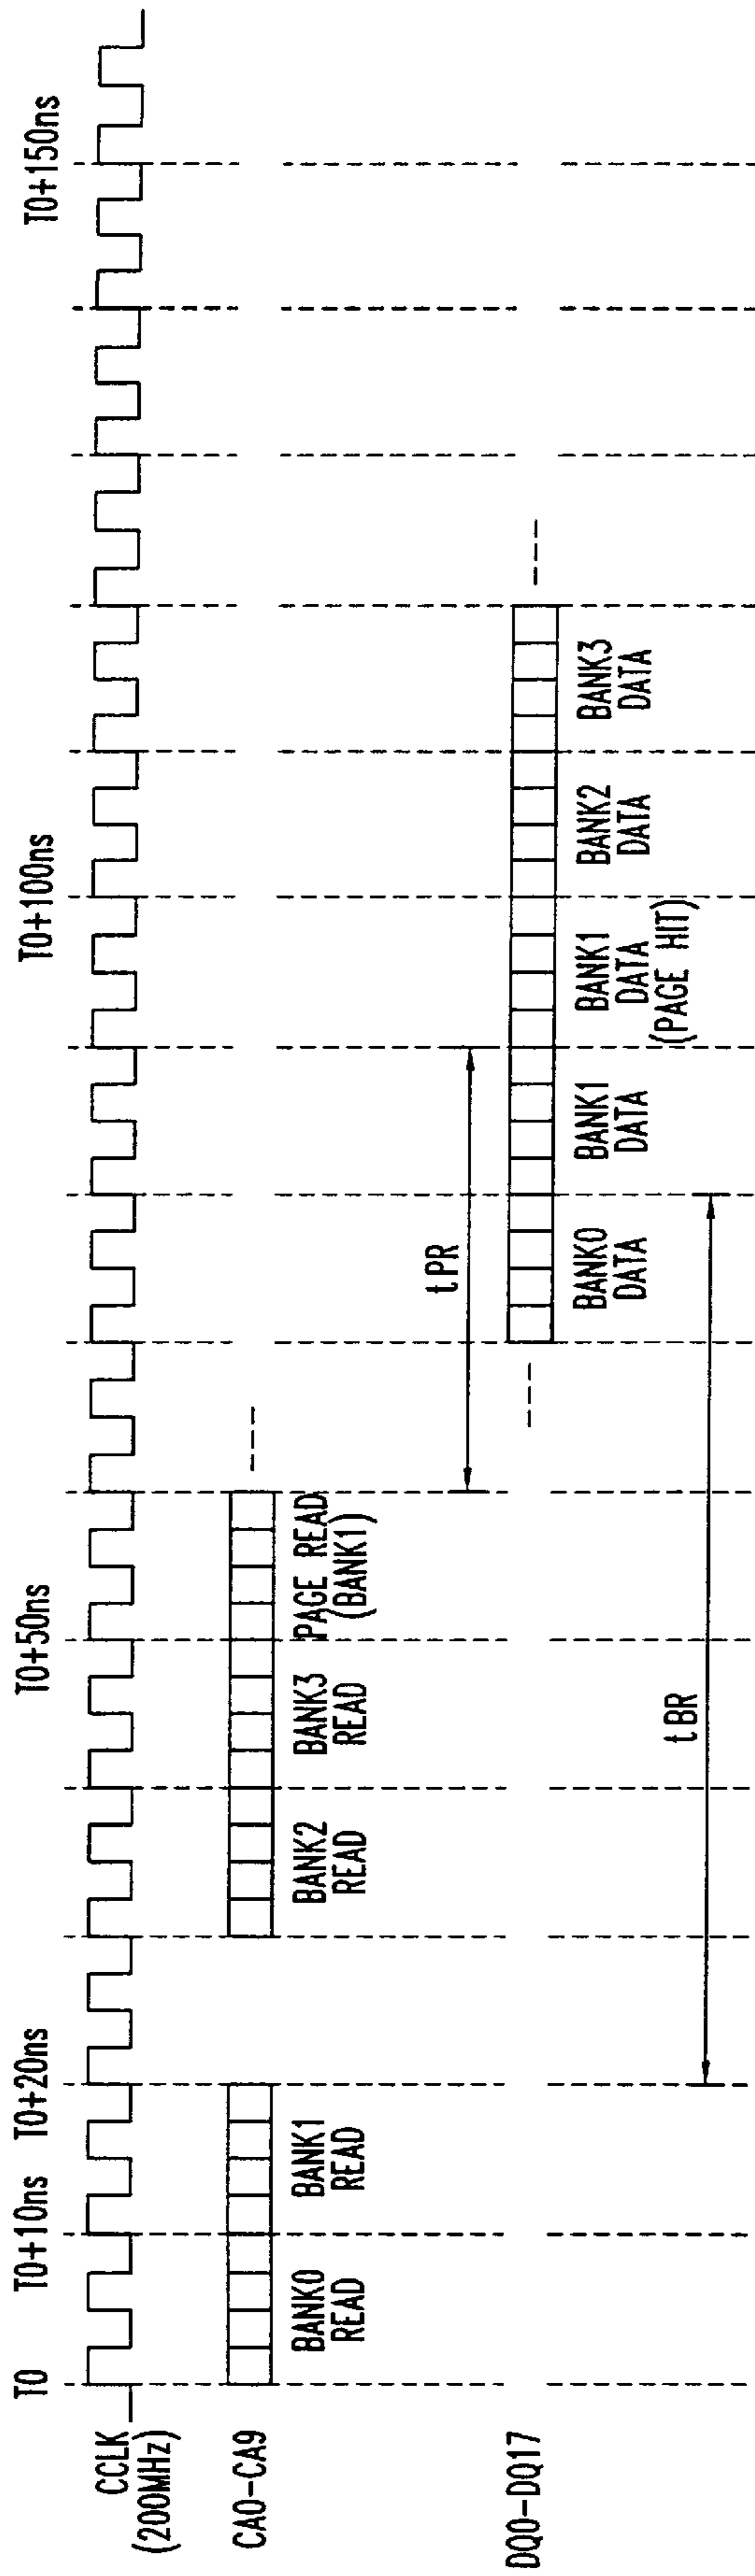 T0
T0+10ns
T0+20ns
T0+50ns
T0+100ns
T0+150ns
CCLK
(200MHz)
CA0-CA9
BANK0
READ
BANK1
READ
BANK2
READ
BANK3
READ
PAGE READ
(BANK1)
tPR
DQ0-DQ17
BANK0
DATA
BANK1
DATA
BANK1
DATA
(PAGE HIT)
BANK2
DATA
BANK3
DATA
tBR